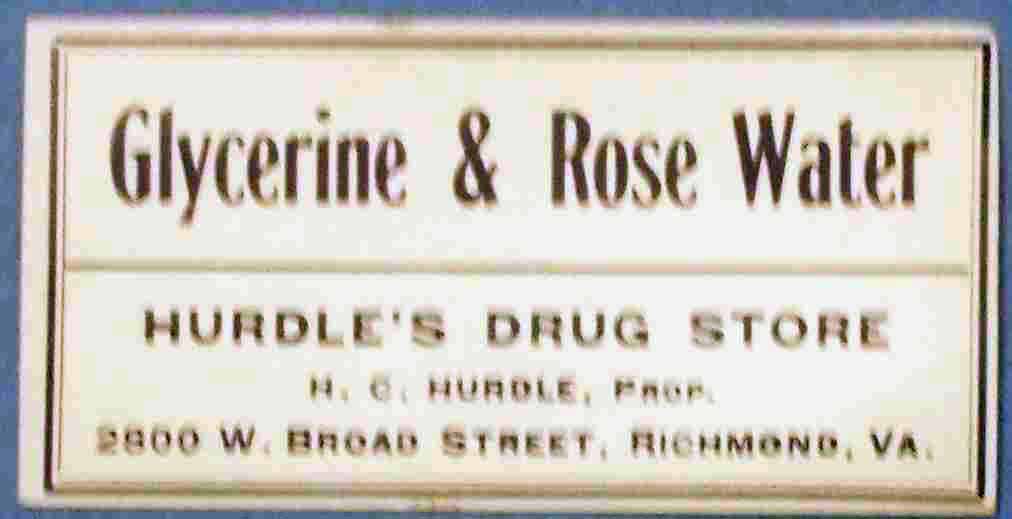 Glycerine & Rose Water
HURDLE'S DRUG STORE
H. C. HURDLE, PROP.
2800 W. BROAD STREET, RICHMOND, VA.